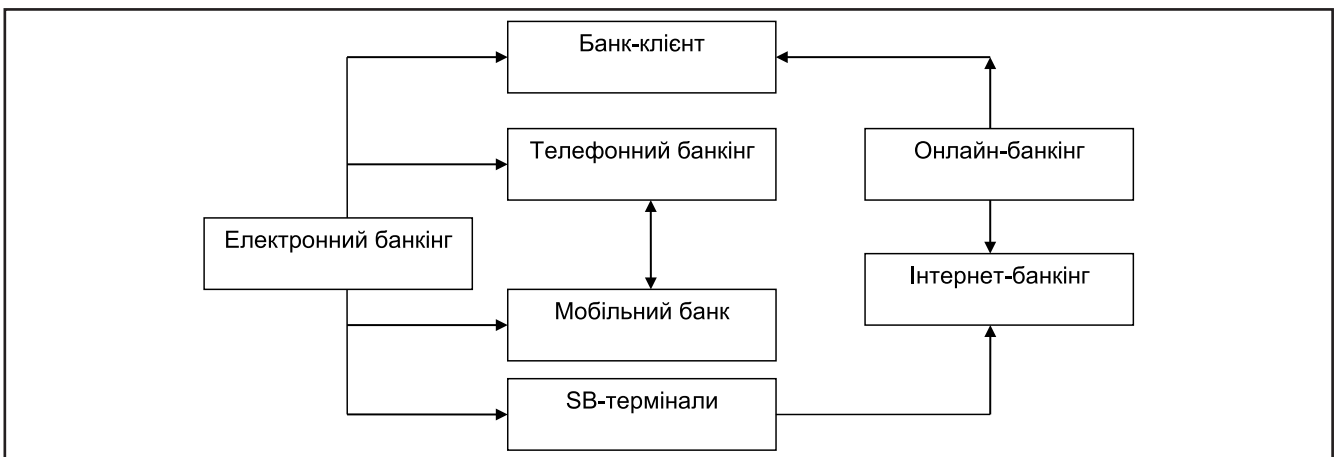 Банк-клієнт
Телефонний банкінг
Онлайн-банкінг
Електронний банкінг
Інтернет-банкінг
Мобільний банк
SB-термінали